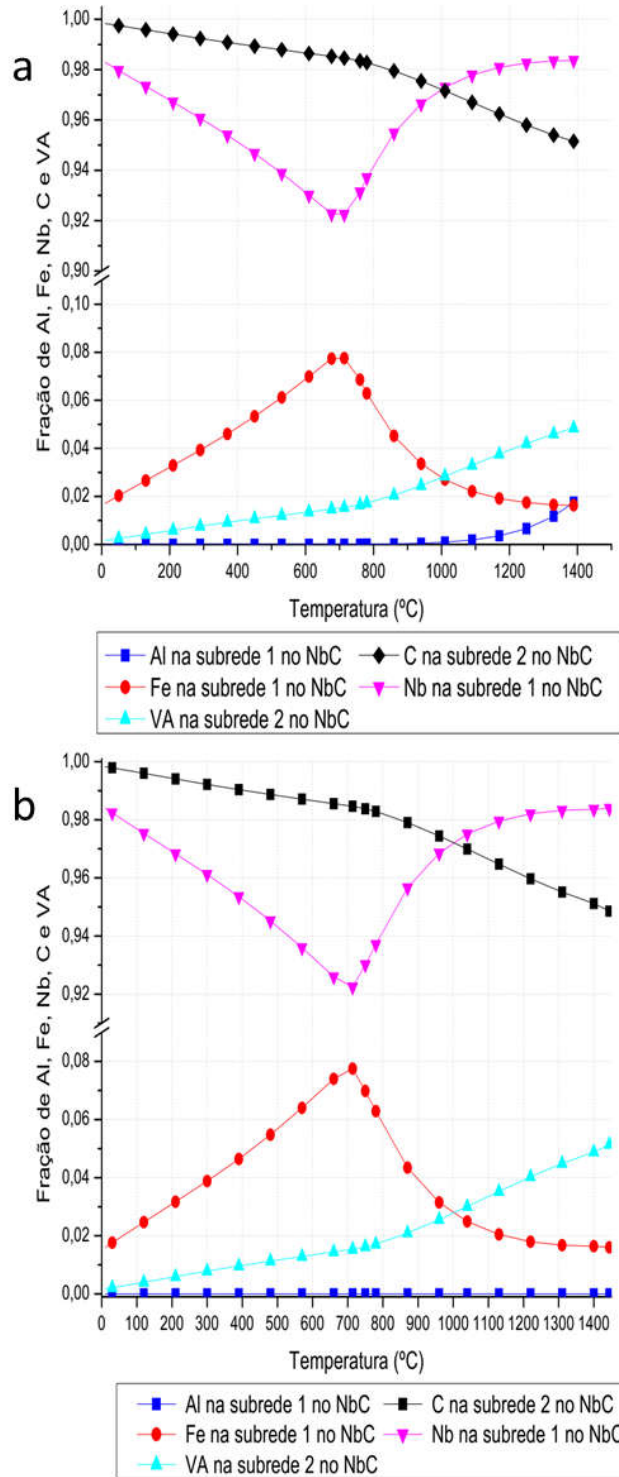 a
Fração de Al, Fe, Nb, C e VA
1,00
0,98
0,96
0,94
0,92
0,90
0,10
0,08
0,06
0,04
0,02
0,00
0 200 400 600 800 1000 1200 1400
Temperatura (ºC)
Al na subrede 1 no NbC C na subrede 2 no NbC
Fe na subrede 1 no NbC Nb na subrede 1 no NbC
VA na subrede 2 no NbC
b
Fração de Al, Fe, Nb, C e VA
1,00
0,98
0,96
0,94
0,92
0,08
0,06
0,04
0,02
0,00
0 100 200 300 400 500 600 700 800 900 1000 1100 1200 1300 1400
Temperatura (ºC)
Al na subrede 1 no NbC C na subrede 2 no NbC
Fe na subrede 1 no NbC Nb na subrede 1 no NbC
VA na subrede 2 no NbC